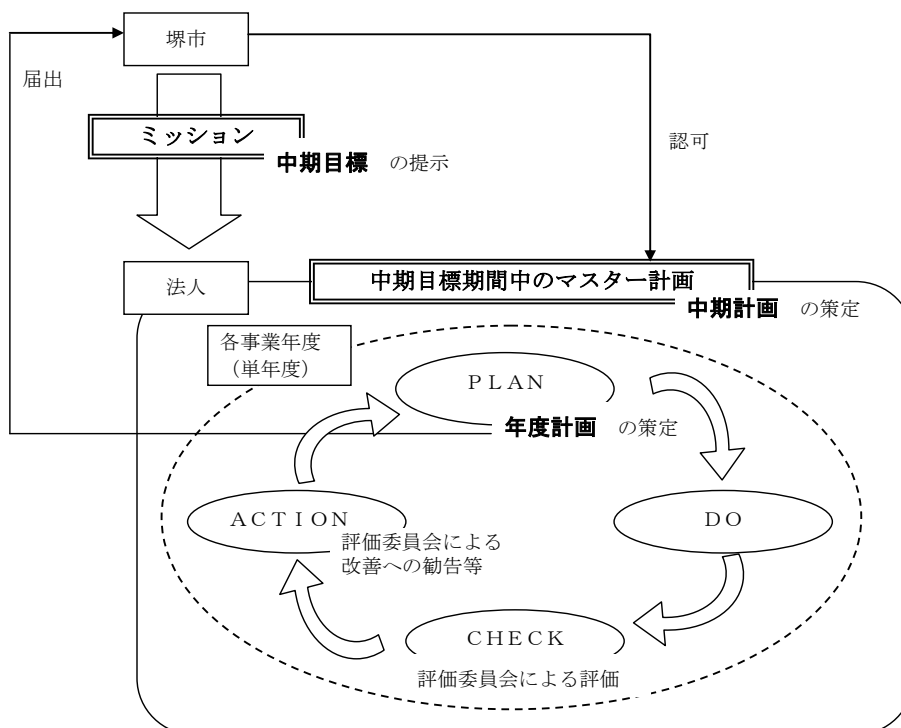 堺市
届出
ミッション
中期目標　の提示
認可
法人
中期目標期間中のマスター計画
中期計画　の策定
各事業年度
（単年度）
ＰＬＡＮ
年度計画　の策定
ＡＣＴＩＯＮ
ＤＯ
評価委員会による
改善への勧告等
ＣＨＥＣＫ
評価委員会による評価